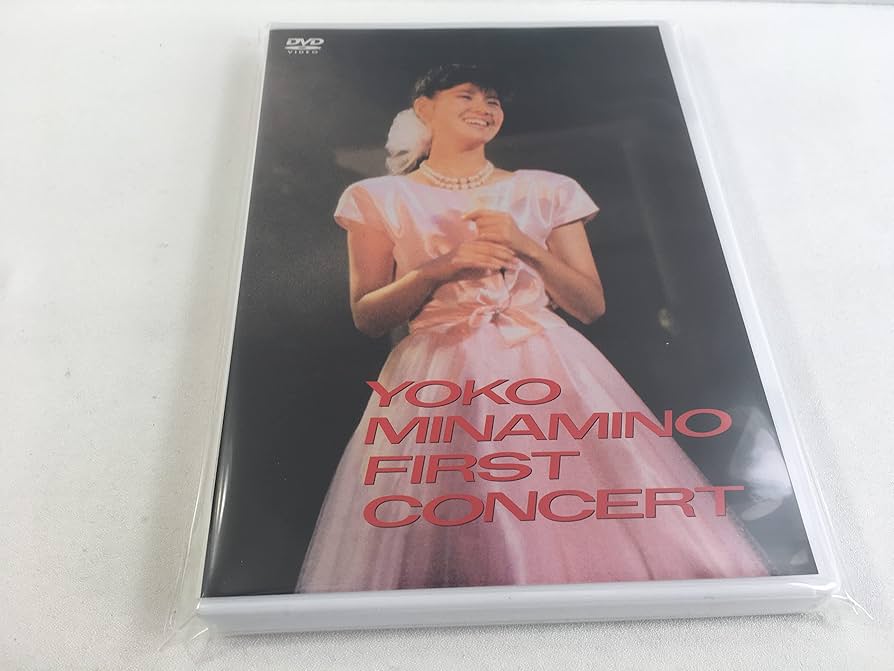 DVD
VIDEO
YOKO
MINAMINO
FIRST
CONCERT